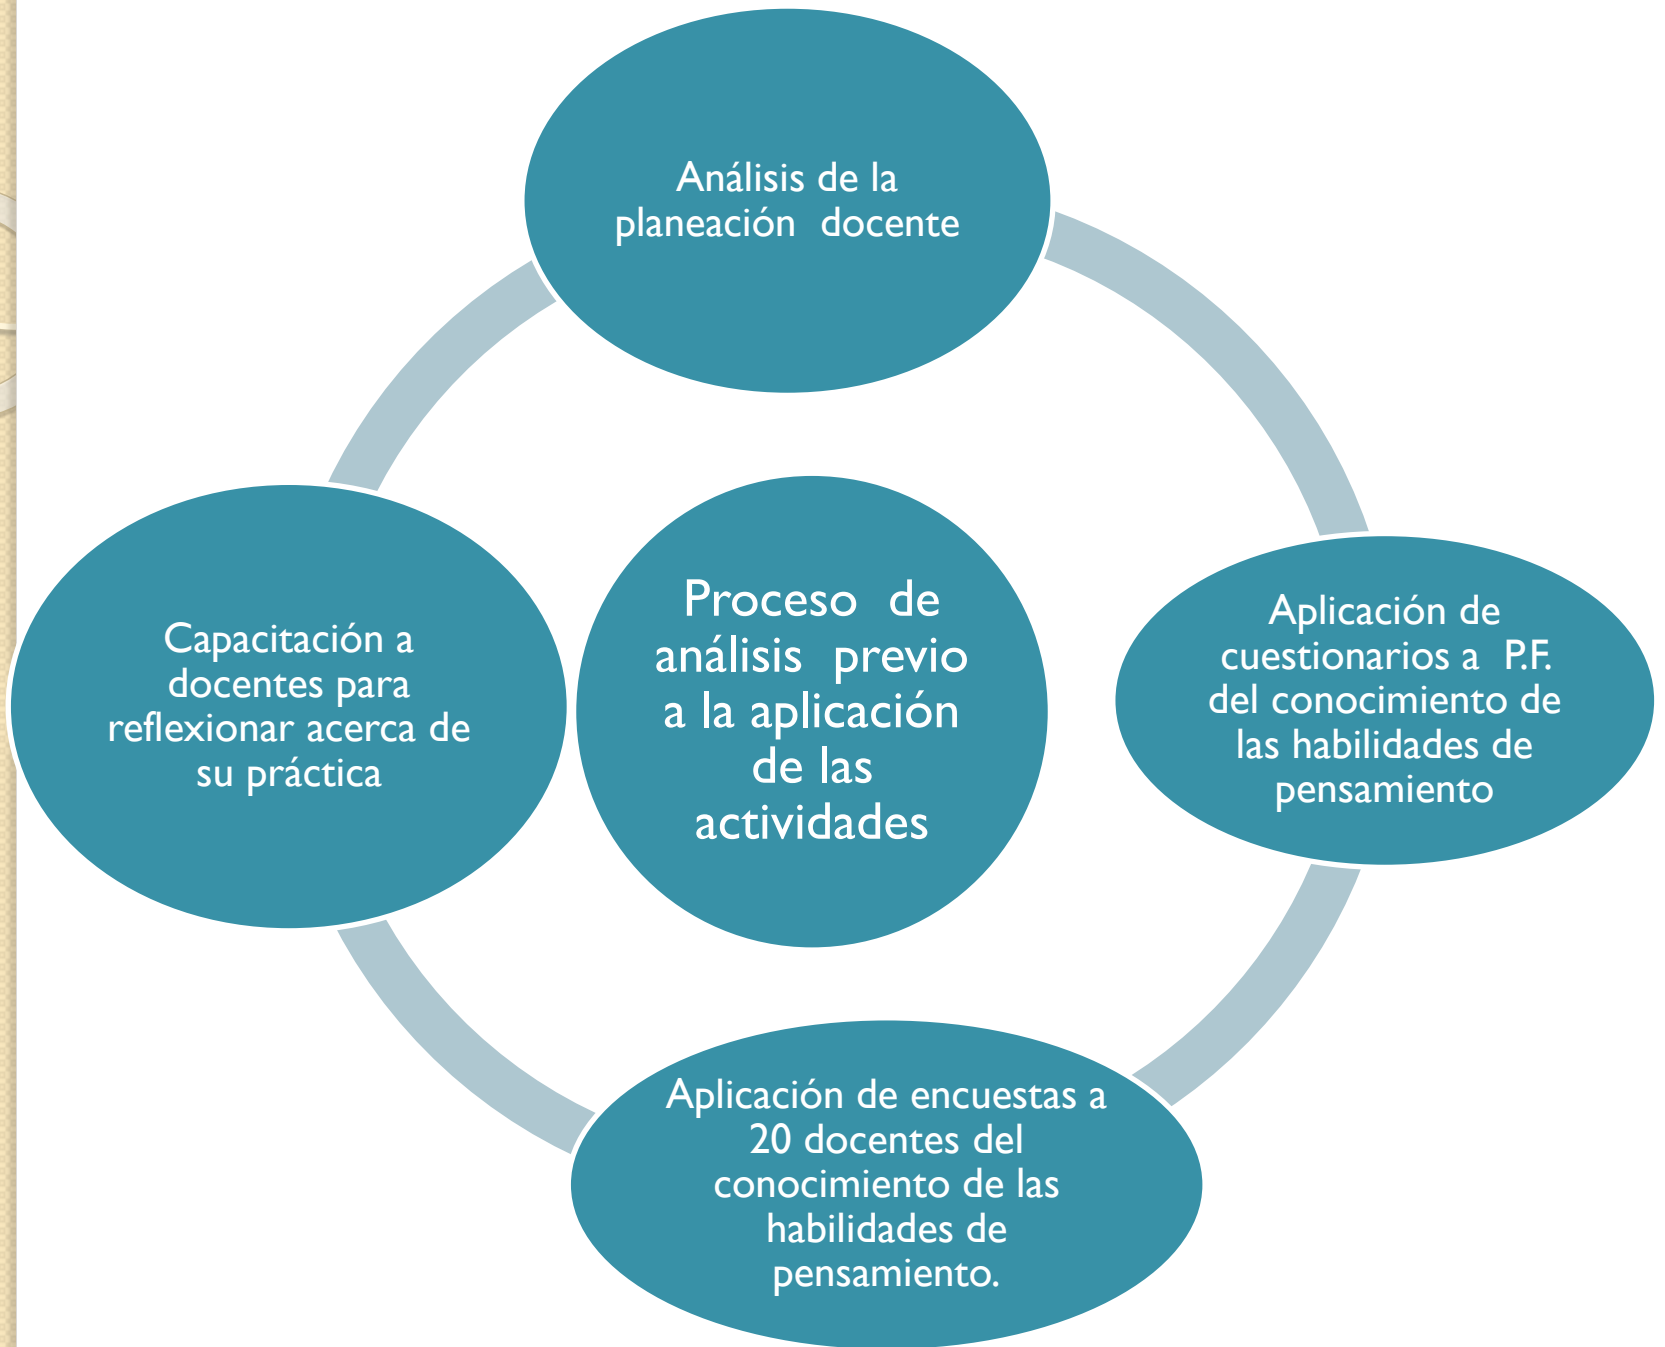 Análisis de la
planeación  docente
Proceso  de
análisis  previo
a la aplicación
de las
actividades
Capacitación a
docentes para
reflexionar acerca de
su práctica
Aplicación de
cuestionarios a  P.F.
del conocimiento de
las habilidades de
pensamiento
Aplicación de encuestas a
20 docentes del
conocimiento de las
habilidades de
pensamiento.